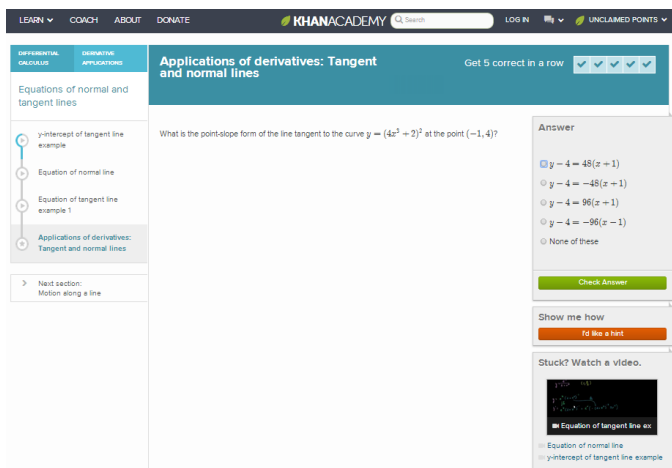 LEARN COACH ABOUT DONATE KHANACADEMY Search LOG IN UNCLAIMED POINTS
DIFFERENTIAL CALCULUS
DERIVATIVE APPLICATIONS
Equations of normal and
tangent lines
y-intercept of tangent line
example
Equation of normal line
Equation of tangent line
example 1
Applications of derivatives:
Tangent and normal lines
Next section:
Motion along a line
Applications of derivatives: Tangent
and normal lines
Get 5 correct in a row
What is the point-slope form of the line tangent to the curve y = (4x³ + 2)² at the point (−1, 4)?
Answer
y − 4 = 48(x + 1)
y − 4 = −48(x + 1)
y − 4 = 96(x + 1)
y − 4 = −96(x − 1)
None of these
Check Answer
Show me how
I'd like a hint
Stuck? Watch a video.
Equation of tangent line ex
Equation of normal line
y-intercept of tangent line example